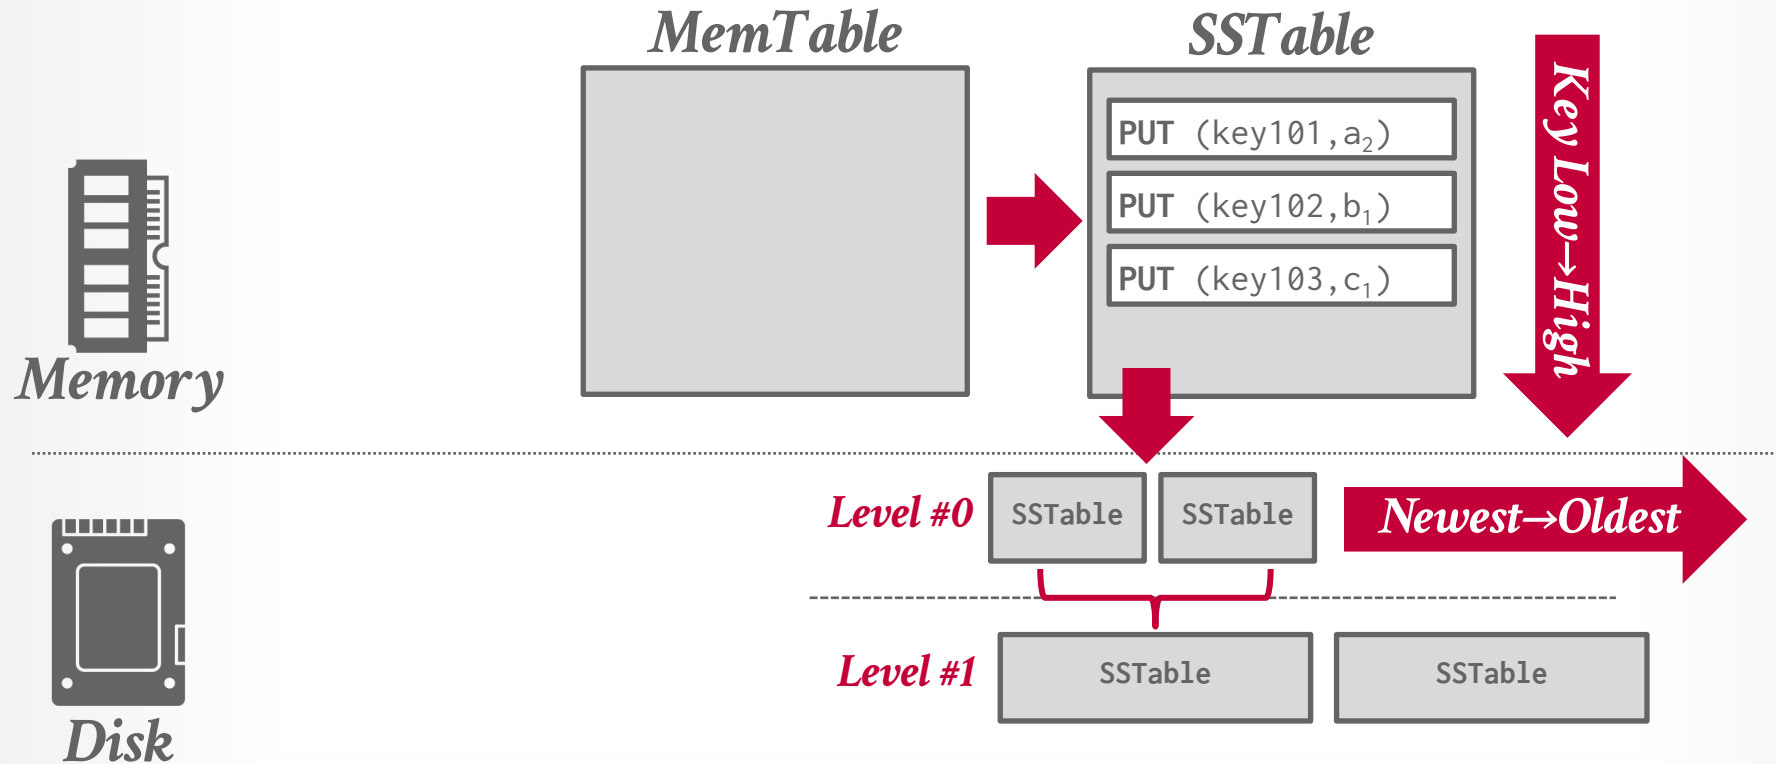 MemTable
SSTable
PUT (key101,a₂)
PUT (key102,b₁)
PUT (key103,c₁)
Key Low→High
Memory
Level #0
SSTable
SSTable
Newest→Oldest
Level #1
SSTable
SSTable
Disk